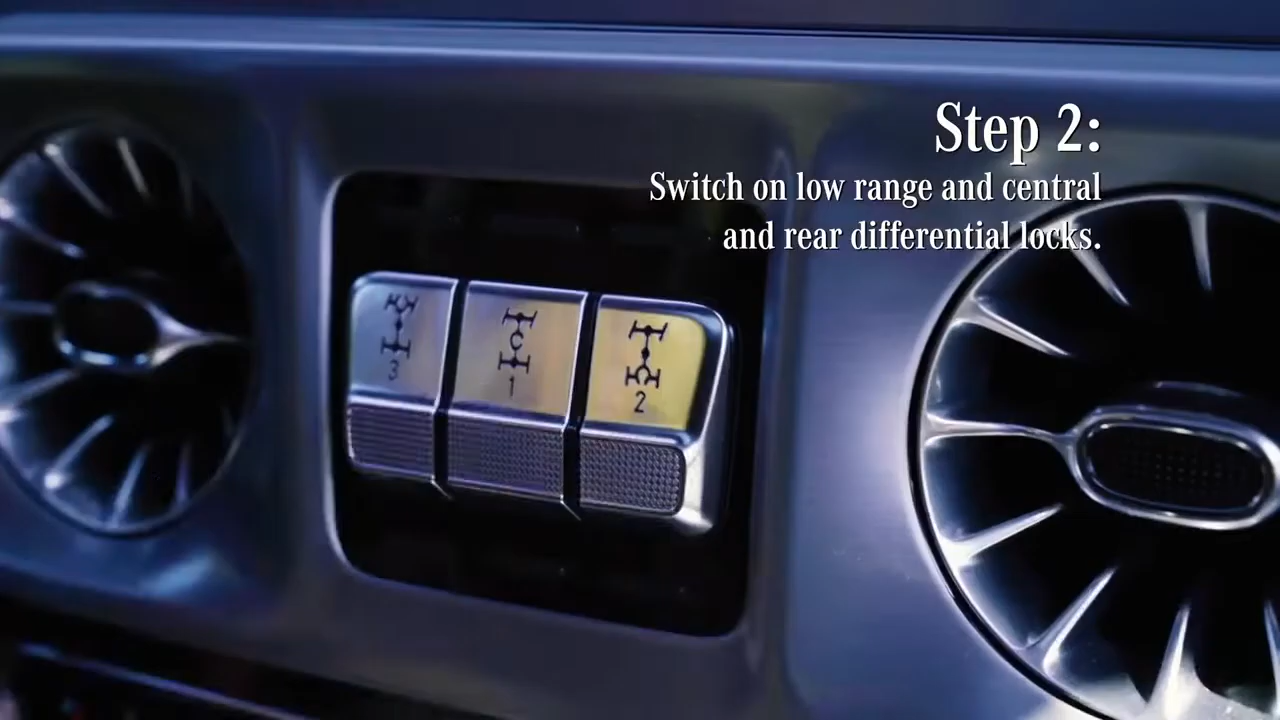 Step 2:
Switch on low range and central
and rear differential locks.
3
C
1
2